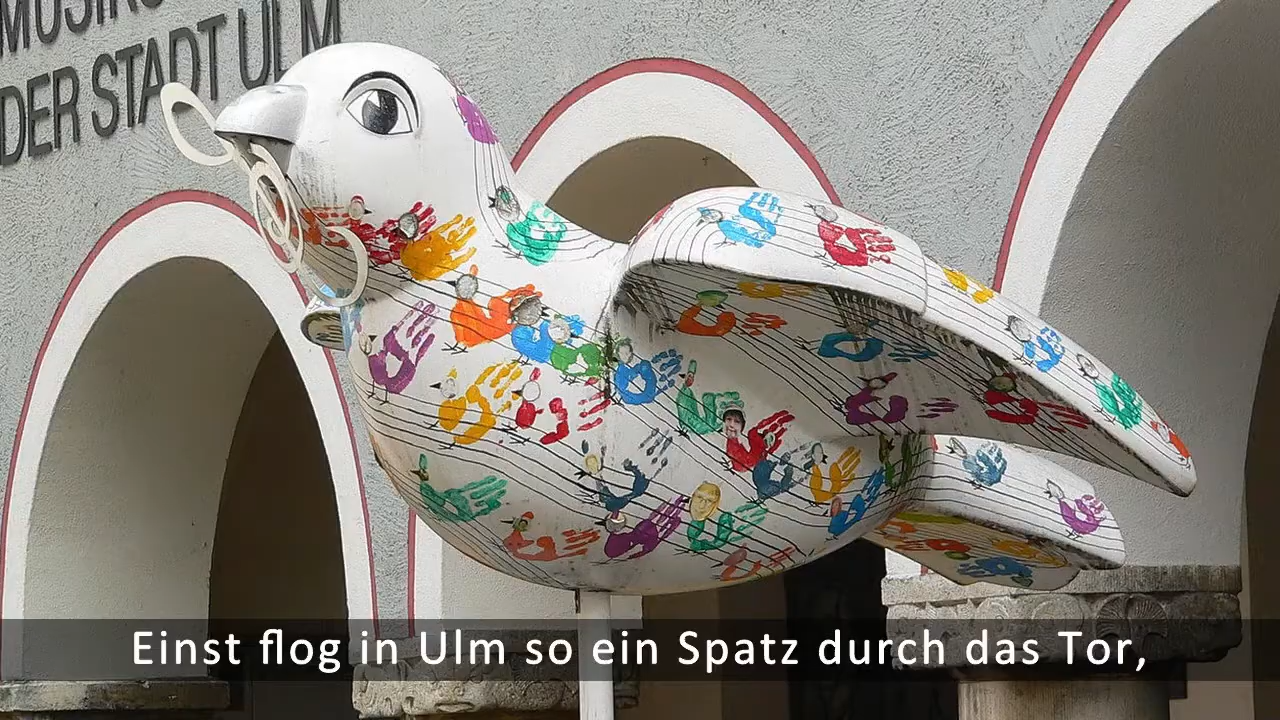 DER STADT ULM
Einst flog in Ulm so ein Spatz durch das Tor,